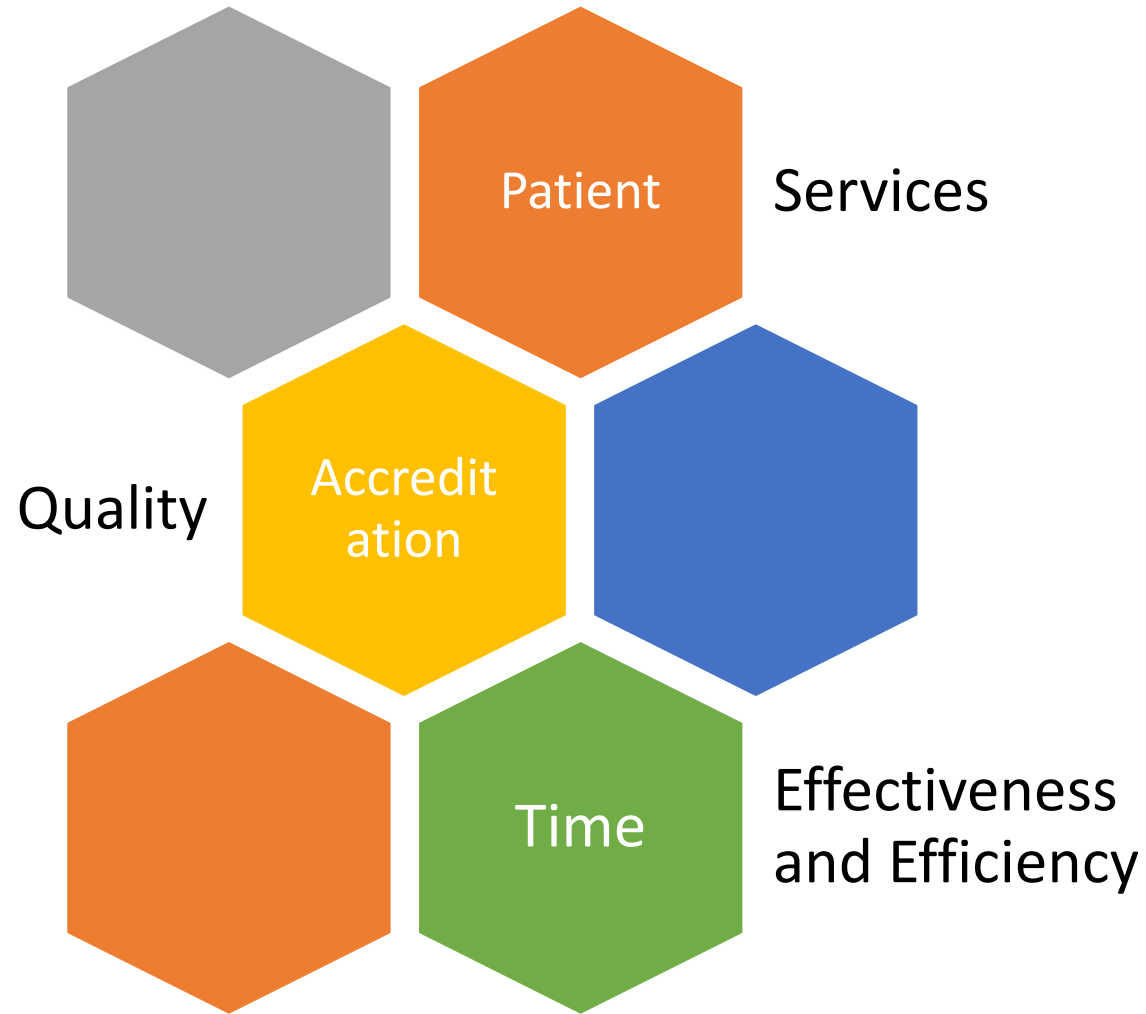 Patient
Services
Quality
Accredit
ation
Time
Effectiveness
and Efficiency